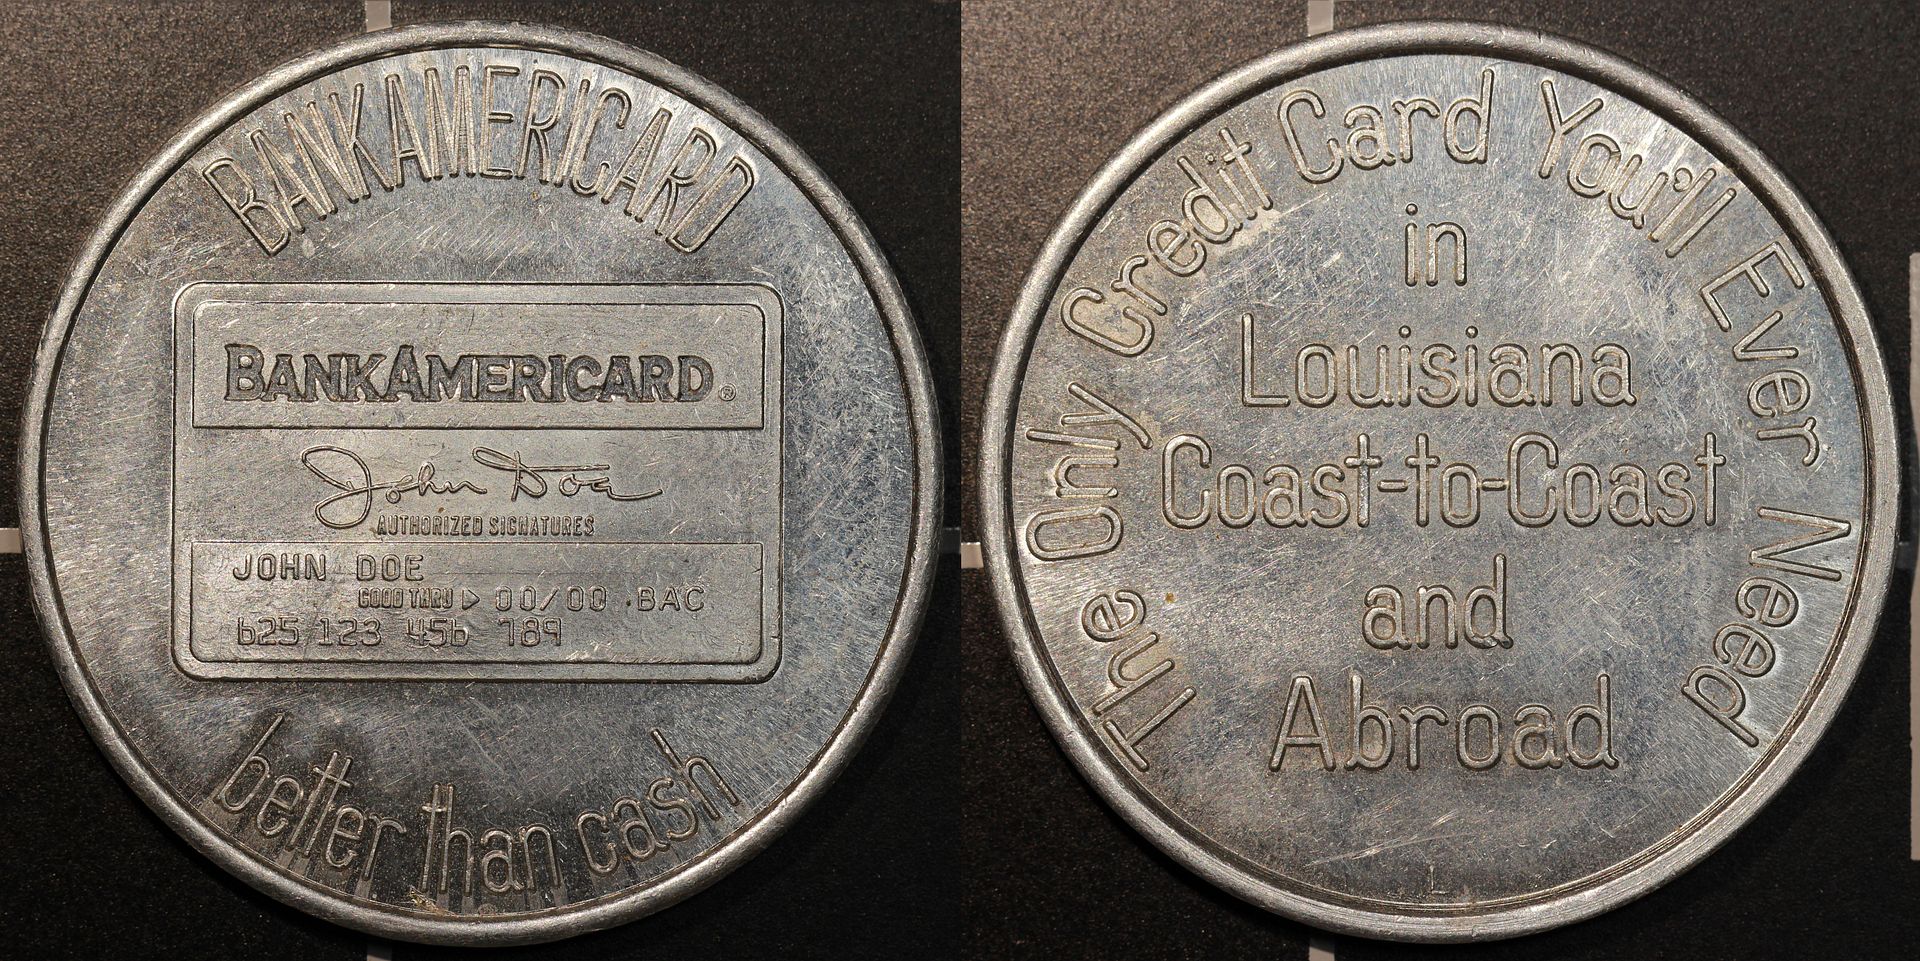 BANKAMERICARD
BANKAMERICARD®
John Doe
AUTHORIZED SIGNATURES
JOHN DOE
GOOD THRU ▷ 00/00 .BAC
625 123 456 789
better than cash
The Only Credit Card You'll Ever Need
in
Louisiana
Coast-to-Coast
and
Abroad
L